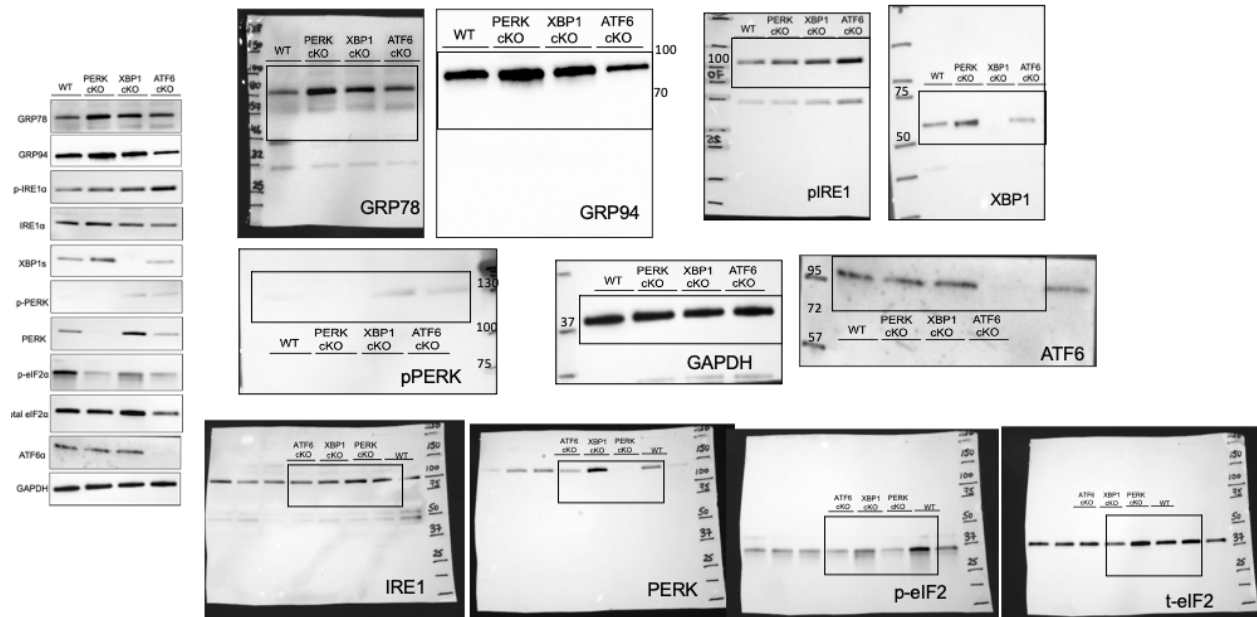 WT PERK cKO XBP1 cKO ATF6 cKO
GRP78
GRP94
p-IRE1α
IRE1α
XBP1s
p-PERK
PERK
p-eIF2α
otal eIF2α
ATF6α
GAPDH
WT PERK cKO XBP1 cKO ATF6 cKO
GRP78
WT PERK cKO XBP1 cKO ATF6 cKO
100
70
GRP94
WT PERK cKO XBP1 cKO ATF6 cKO
100
pIRE1
WT PERK cKO XBP1 cKO ATF6 cKO
75
50
XBP1
130
100
75
WT PERK cKO XBP1 cKO ATF6 cKO
pPERK
WT PERK cKO XBP1 cKO ATF6 cKO
37
GAPDH
95
72
57
WT PERK cKO XBP1 cKO ATF6 cKO
ATF6
ATF6 cKO XBP1 cKO PERK cKO WT
150
100
75
50
37
25
IRE1
ATF6 cKO XBP1 cKO PERK cKO WT
150
100
75
50
37
25
PERK
ATF6 cKO XBP1 cKO PERK cKO WT
150
100
75
50
37
25
p-eIF2
ATF6 cKO XBP1 cKO PERK cKO WT
150
100
75
50
37
25
t-eIF2